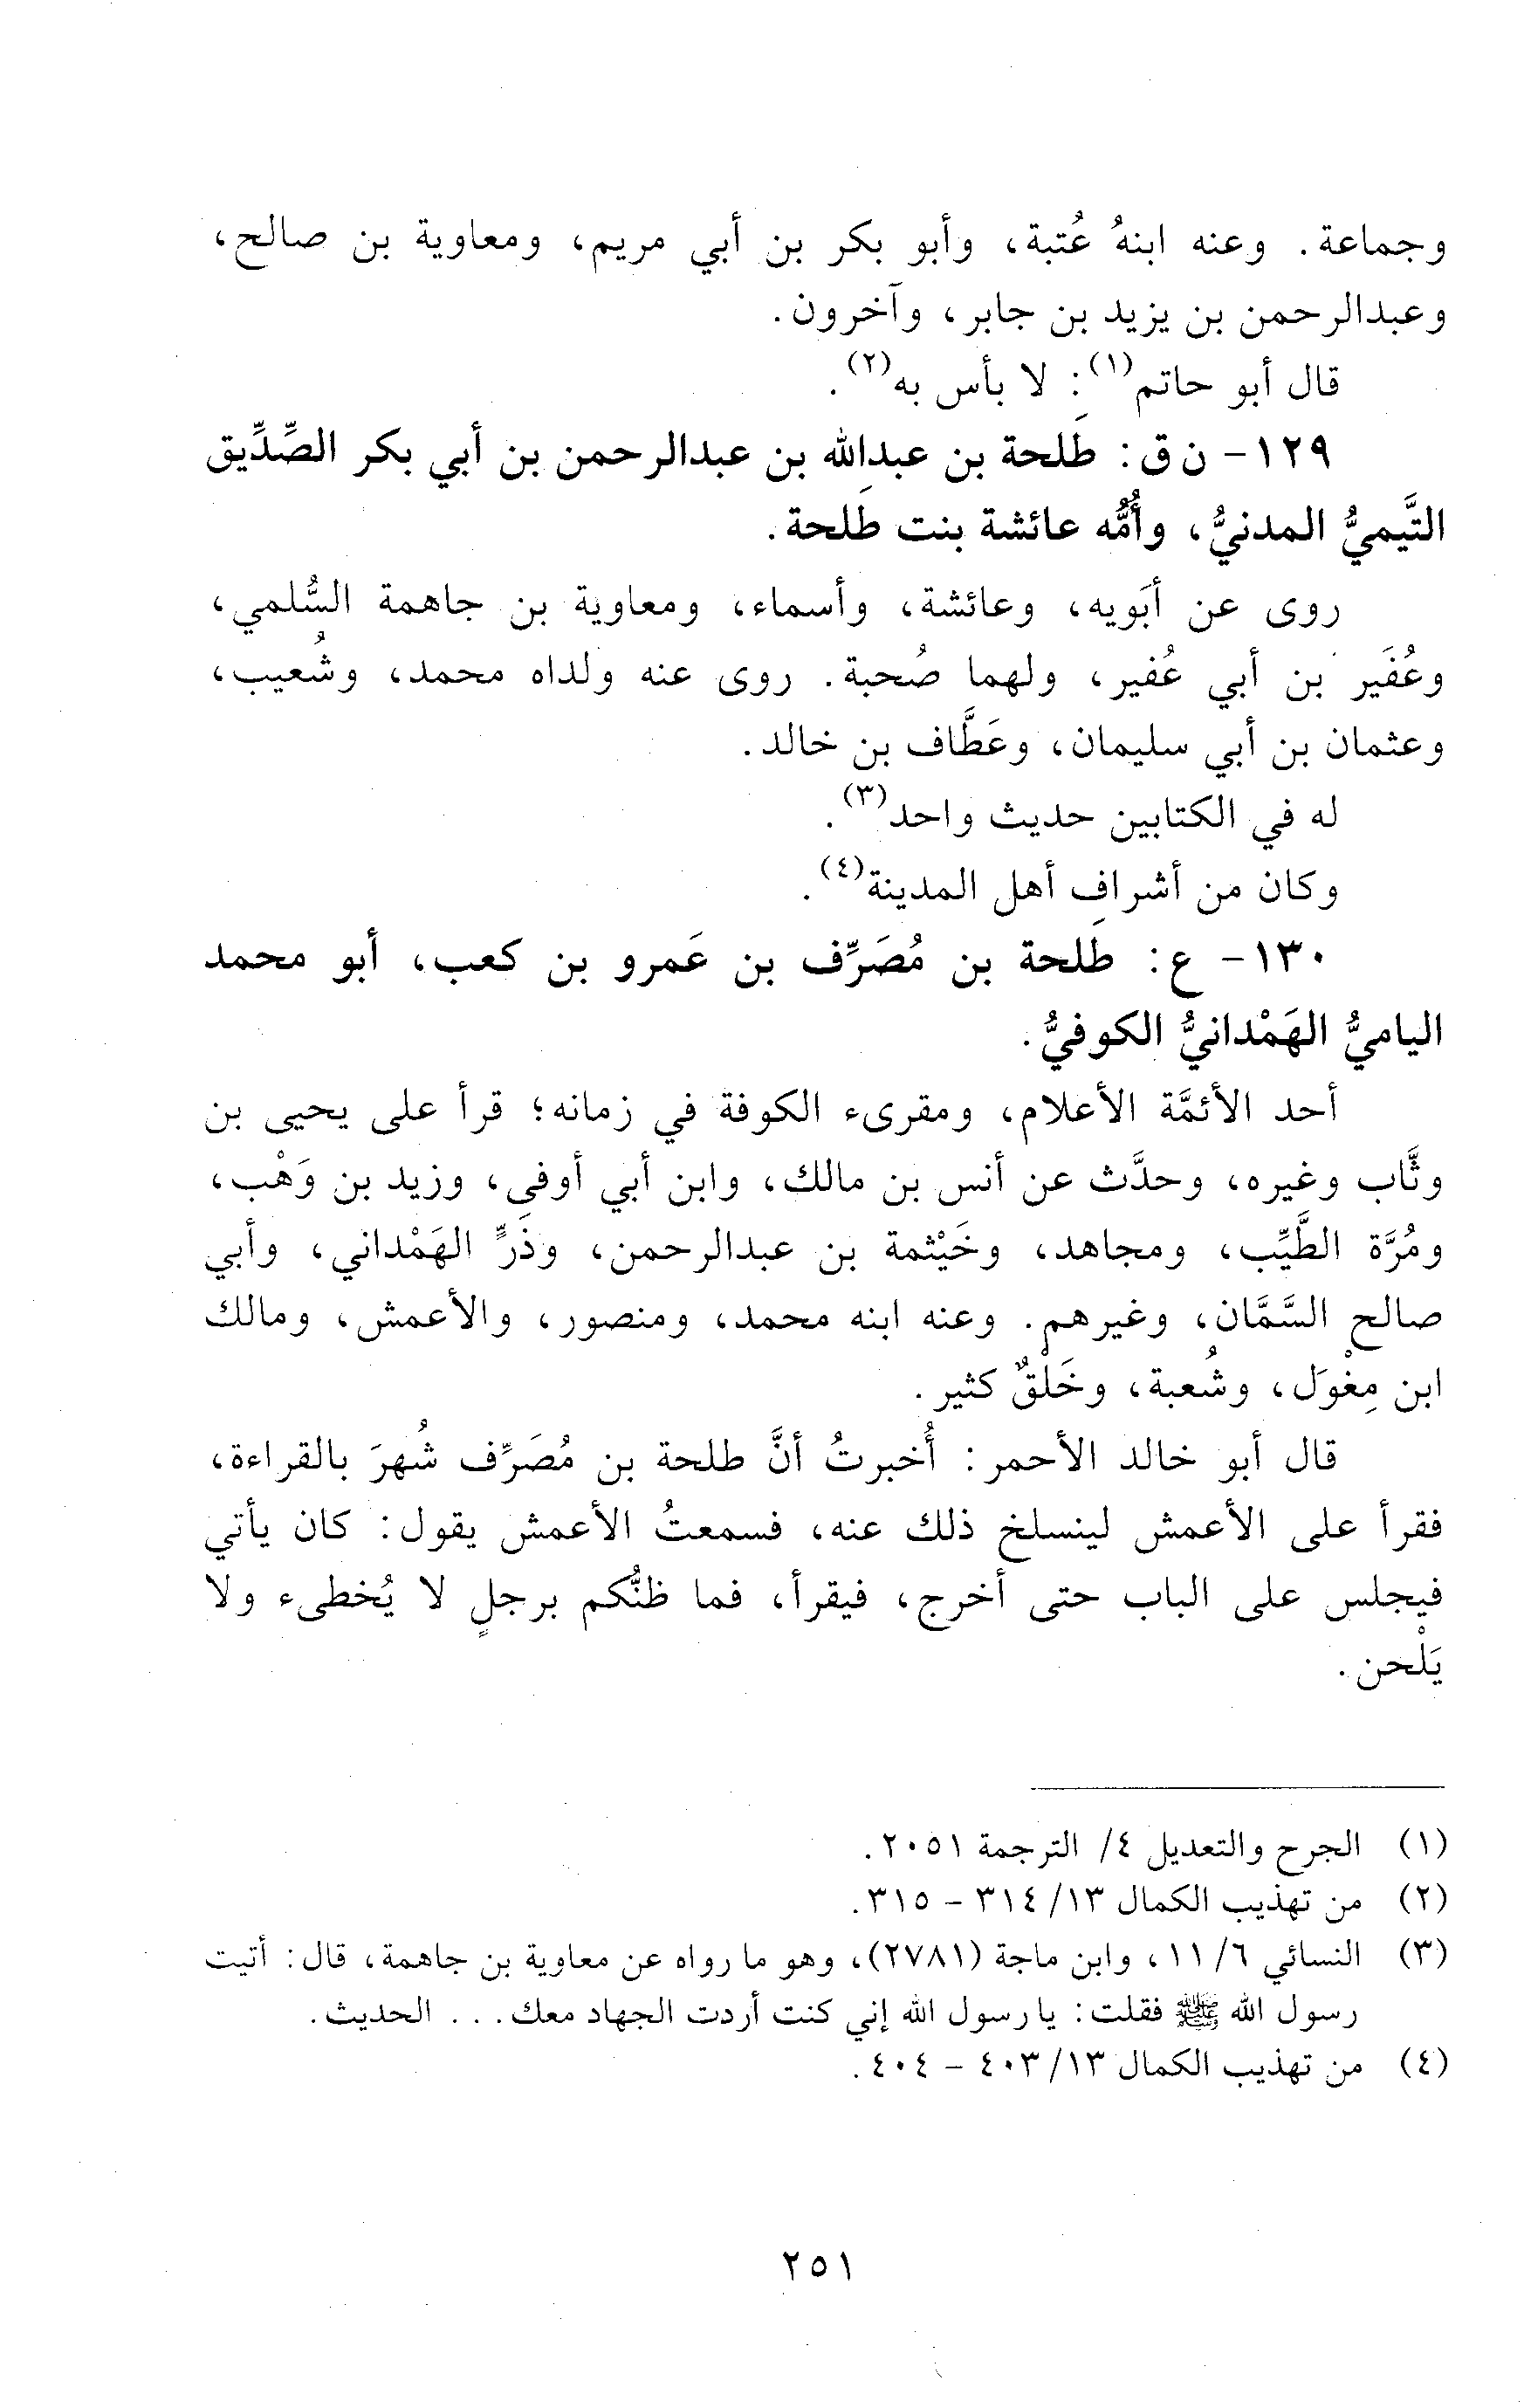 وجماعة. وعنه ابنهُ عُتبة، وأبو بكر بن أبي مريم، ومعاوية بن صالح،
وعبدالرحمن بن يزيد بن جابر، وآخرون.
قال أبو حاتم(١): لا بأس به(٢).
١٢٩- ن ق: طَلحة بن عبدالله بن عبدالرحمن بن أبي بكر الصِّدِّيق
التَّيميُّ المدنيُّ، وأُمُّه عائشة بنت طَلحة.
روى عن أبَويه، وعائشة، وأسماء، ومعاوية بن جاهمة السُّلمي،
وعُفَير بن أبي عُفير، ولهما صُحبة. روى عنه ولداه محمد، وشُعيب،
وعثمان بن أبي سليمان، وعَطَّاف بن خالد.
له في الكتابين حديث واحد(٣).
وكان من أشراف أهل المدينة(٤).
١٣٠- ع: طَلحة بن مُصَرِّف بن عَمرو بن كعب، أبو محمد
الياميُّ الهَمْدانيُّ الكوفيُّ.
أحد الأئمَّة الأعلام، ومقرىء الكوفة في زمانه؛ قرأ على يحيى بن
وثَّاب وغيره، وحدَّث عن أنس بن مالك، وابن أبي أوفى، وزيد بن وَهْب،
ومُرَّة الطَّيِّب، ومجاهد، وخَيْثمة بن عبدالرحمن، وذَرٍّ الهَمْداني، وأبي
صالح السَّمَّان، وغيرهم. وعنه ابنه محمد، ومنصور، والأعمش، ومالك
ابن مِغْوَل، وشُعبة، وخَلْقٌ كثير.
قال أبو خالد الأحمر: أُخبرتُ أنَّ طلحة بن مُصَرِّف شُهرَ بالقراءة،
فقرأ على الأعمش لينسلخ ذلك عنه، فسمعتُ الأعمش يقول: كان يأتي
فيجلس على الباب حتى أخرج، فيقرأ، فما ظنُّكم برجلٍ لا يُخطىء ولا
يَلْحن.
(١) الجرح والتعديل ٤/ الترجمة ٢٠٥١.
(٢) من تهذيب الكمال ١٣/ ٣١٤ - ٣١٥.
(٣) النسائي ٦/ ١١، وابن ماجة (٢٧٨١)، وهو ما رواه عن معاوية بن جاهمة، قال: أتيت
رسول الله ﷺ فقلت: يا رسول الله إني كنت أردت الجهاد معك... الحديث.
(٤) من تهذيب الكمال ١٣/ ٤٠٣ - ٤٠٤.
٢٥١